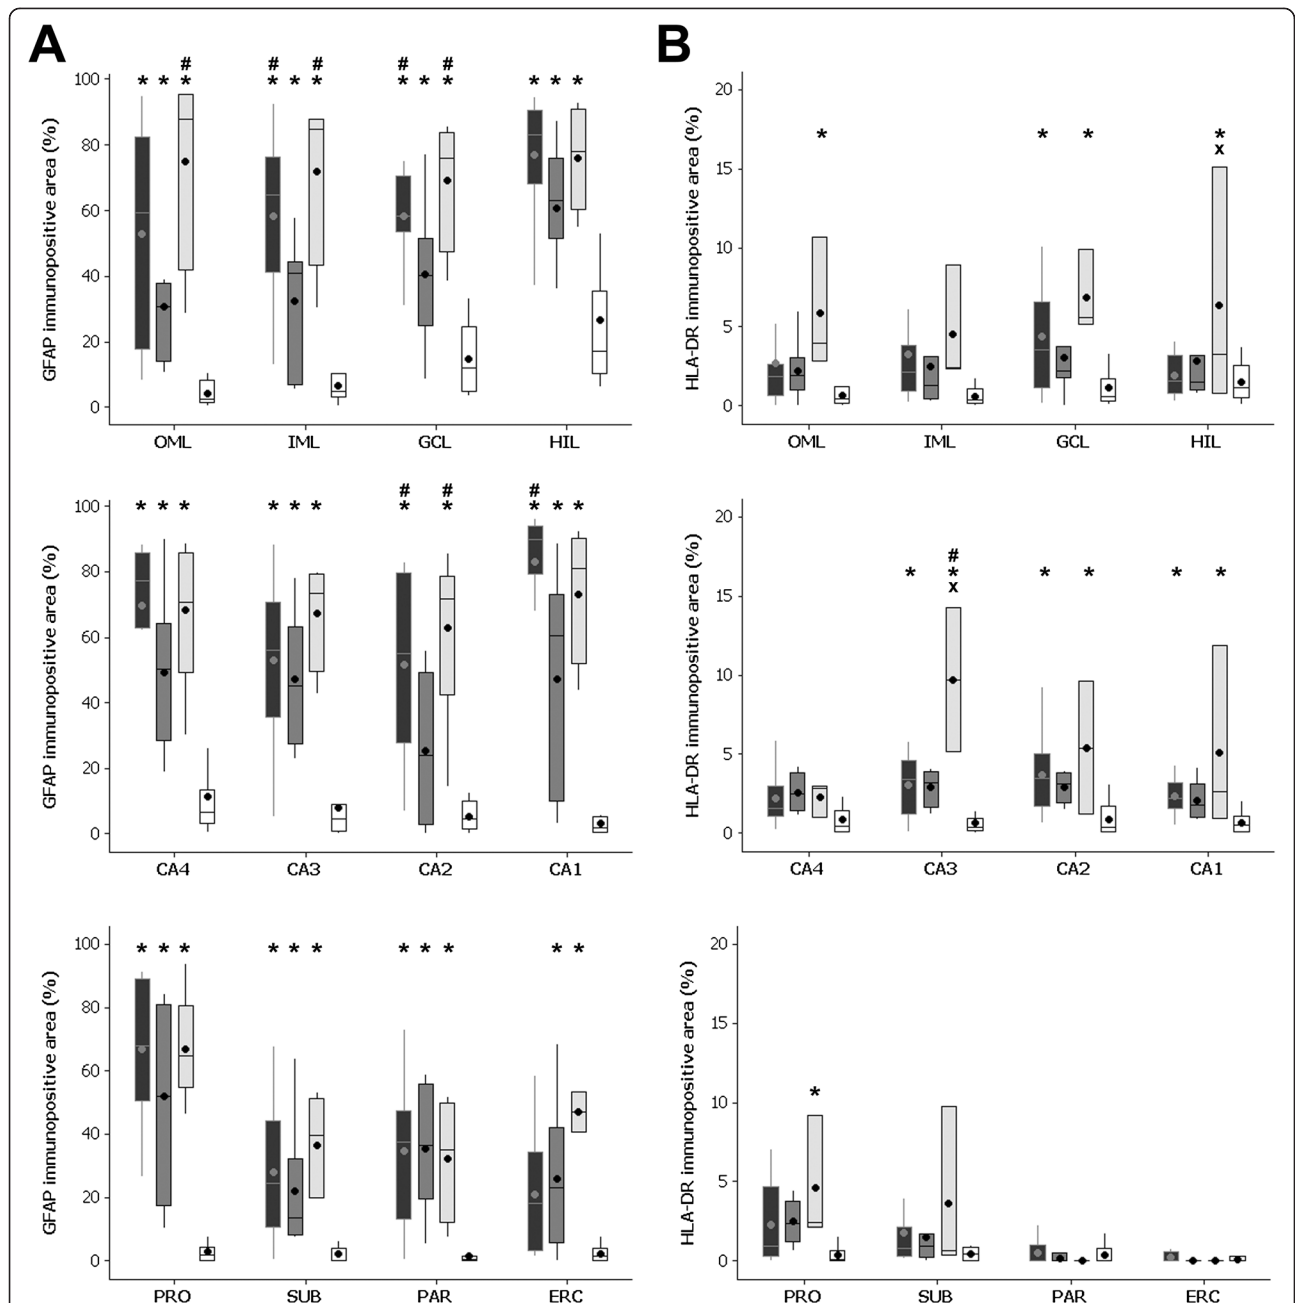 A
B
# # # # #
* * * * * * * * * * * *
GFAP immunopositive area (%)
100
80
60
40
20
0
OML IML GCL HIL
HLA-DR immunopositive area (%)
20
15
10
5
0
* * * *
x
OML IML GCL HIL
# # #
* * * * * * * * * * *
GFAP immunopositive area (%)
100
80
60
40
20
0
CA4 CA3 CA2 CA1
HLA-DR immunopositive area (%)
20
15
10
5
0
#
* * * * * *
x
CA4 CA3 CA2 CA1
* * * * * * * * * * *
GFAP immunopositive area (%)
100
80
60
40
20
0
PRO SUB PAR ERC
HLA-DR immunopositive area (%)
20
15
10
5
0
*
PRO SUB PAR ERC